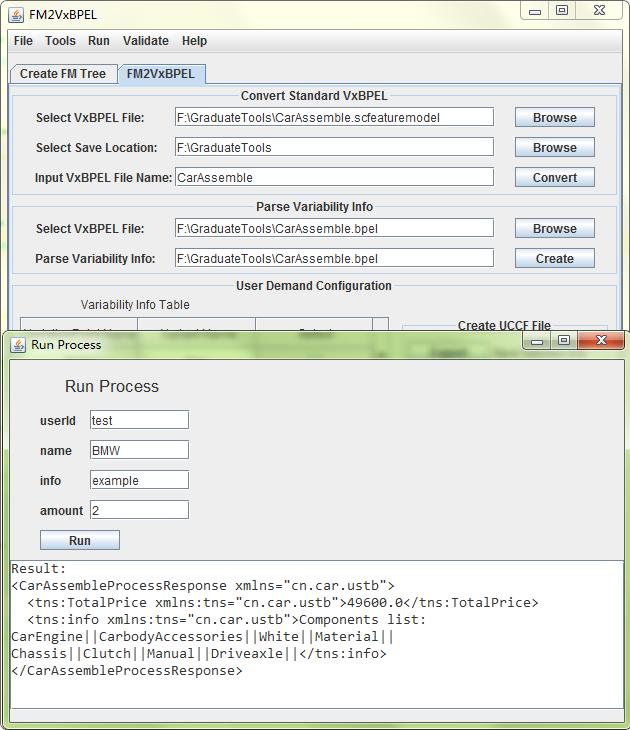 FM2VxBPEL
File Tools Run Validate Help
Create FM Tree FM2VxBPEL
Convert Standard VxBPEL
Select VxBPEL File: F:\GraduateTools\CarAssemble.scfeaturemodel Browse
Select Save Location: F:\GraduateTools Browse
Input VxBPEL File Name: CarAssemble Convert
Parse Variability Info
Select VxBPEL File: F:\GraduateTools\CarAssemble.bpel Browse
Parse Variability Info: F:\GraduateTools\CarAssemble.bpel Create
User Demand Configuration
Variability Info Table
Create UCCF File
Run Process
Run Process
userId test
name BMW
info example
amount 2
Run
Result:
<CarAssembleProcessResponse xmlns="cn.car.ustb">
<tns:TotalPrice xmlns:tns="cn.car.ustb">49600.0</tns:TotalPrice>
<tns:info xmlns:tns="cn.car.ustb">Components list:
CarEngine||CarbodyAccessories||White||Material||
Chassis||Clutch||Manual||Driveaxle||</tns:info>
</CarAssembleProcessResponse>